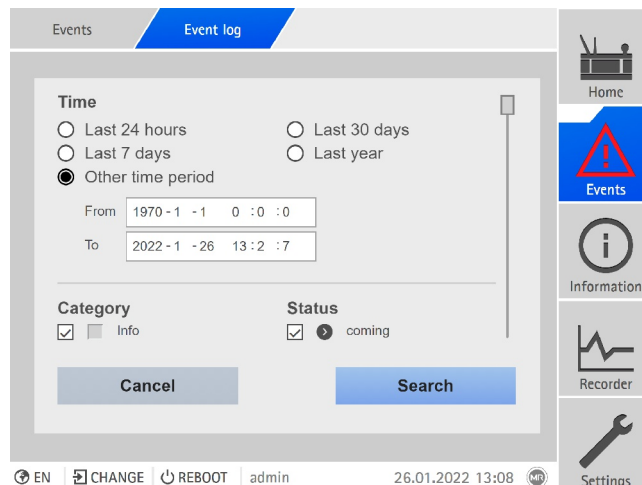 Events Event log
Home
Time
Last 24 hours Last 30 days
Last 7 days Last year
Other time period
From 1970 - 1 - 1 0 : 0 : 0
To 2022 - 1 - 26 13 : 2 : 7
Events
Category Status
Info coming
Information
Cancel Search
Recorder
Settings
EN CHANGE REBOOT admin 26.01.2022 13:08 MR